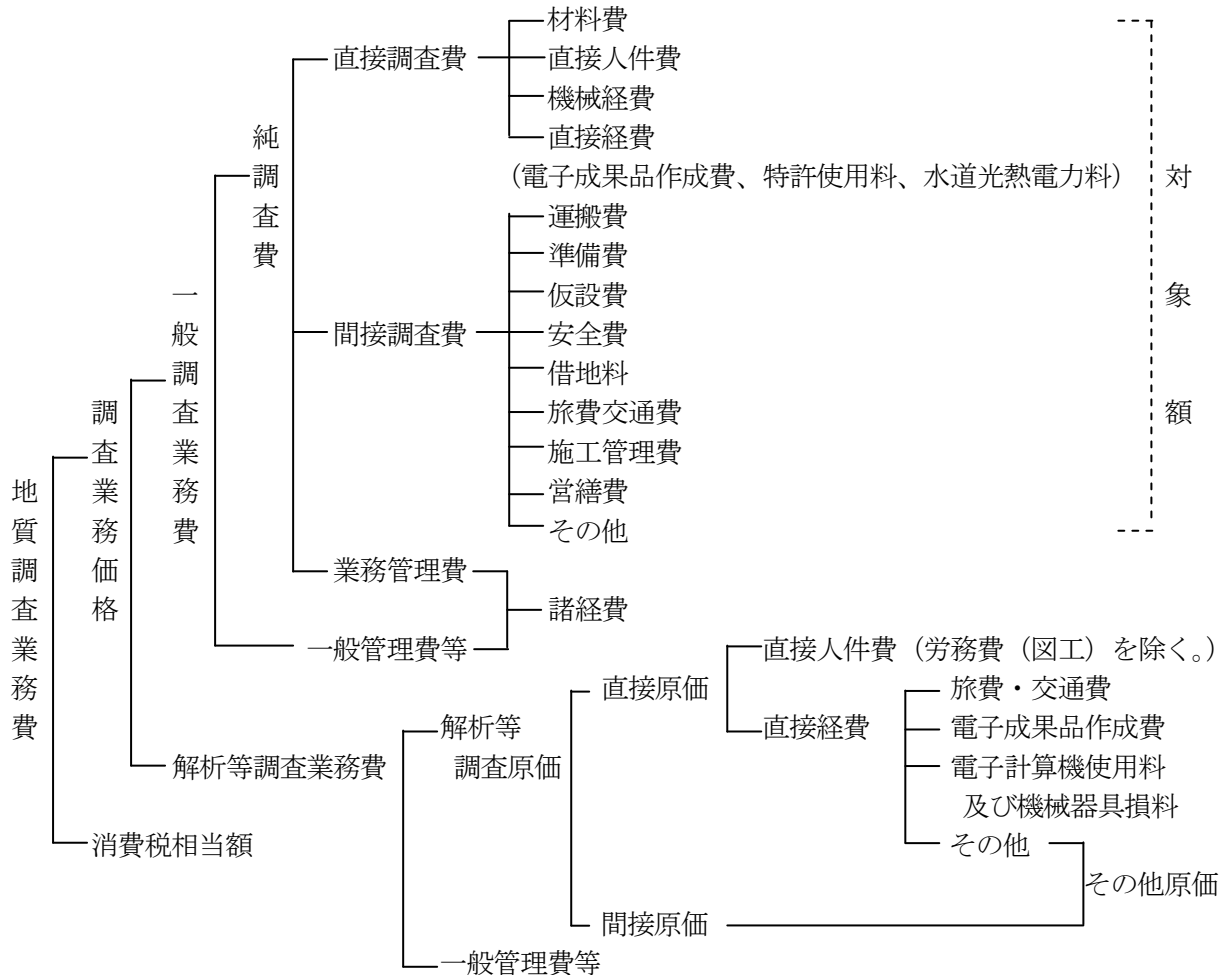 地質調査業務費
調査業務価格
一般調査業務費
純調査費
直接調査費
材料費
直接人件費
機械経費
直接経費
（電子成果品作成費、特許使用料、水道光熱電力料）
間接調査費
運搬費
準備費
仮設費
安全費
借地料
旅費交通費
施工管理費
営繕費
その他
対象額
業務管理費
一般管理費等
諸経費
解析等調査業務費
解析等
調査原価
直接原価
直接人件費（労務費（図工）を除く。）
直接経費
旅費・交通費
電子成果品作成費
電子計算機使用料
及び機械器具損料
その他
その他原価
間接原価
一般管理費等
消費税相当額